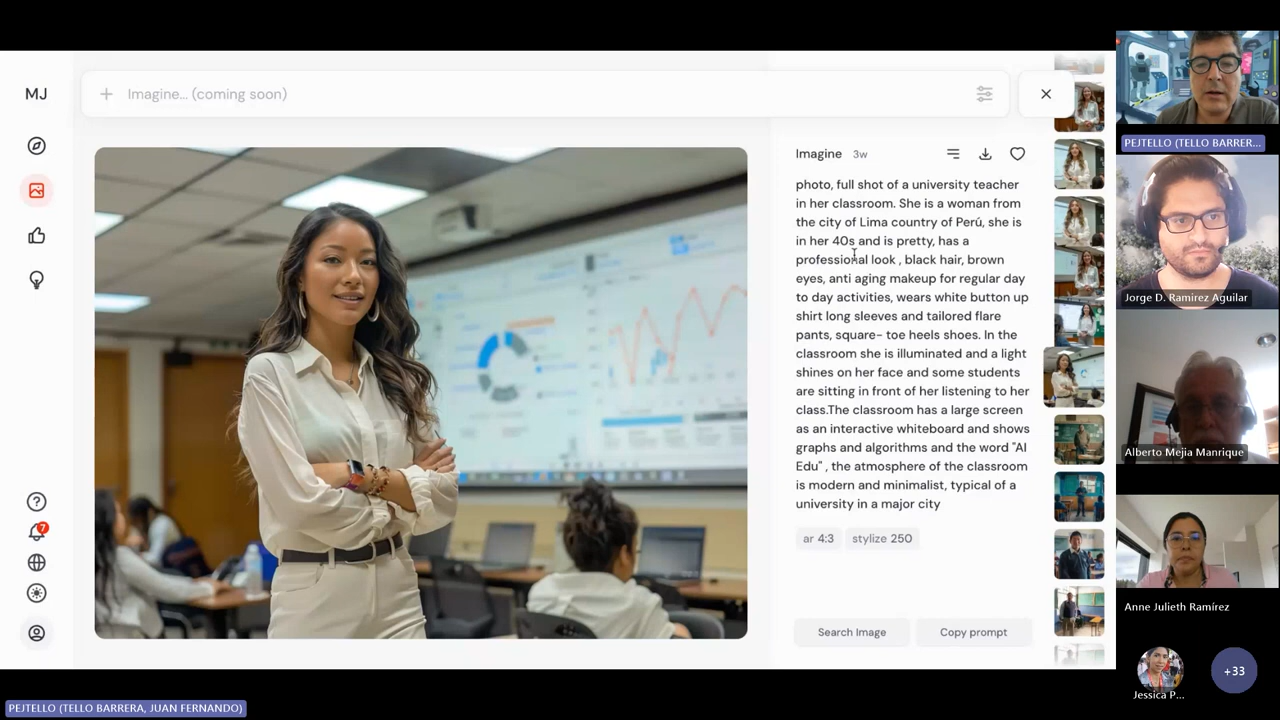 MJ
Imagine... (coming soon)
Imagine 3w
photo, full shot of a university teacher
in her classroom. She is a woman from
the city of Lima country of Perú, she is
in her 40s and is pretty, has a
professional look , black hair, brown
eyes, anti aging makeup for regular day
to day activities, wears white button up
shirt long sleeves and tailored flare
pants, square- toe heels shoes. In the
classroom she is illuminated and a light
shines on her face and some students
are sitting in front of her listening to her
class.The classroom has a large screen
as an interactive whiteboard and shows
graphs and algorithms and the word "AI
Edu" , the atmosphere of the classroom
is modern and minimalist, typical of a
university in a major city
ar 4:3 stylize 250
Search Image Copy prompt
7
PEJTELLO (TELLO BARRER...
Jorge D. Ramirez Aguilar
Alberto Mejia Manrique
Anne Julieth Ramírez
Jessica P...
+33
PEJTELLO (TELLO BARRERA, JUAN FERNANDO)